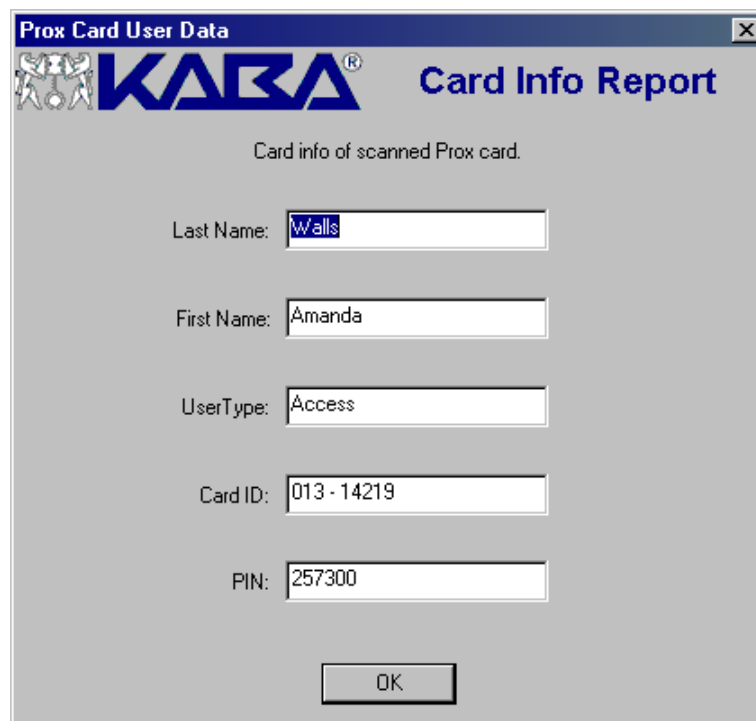 Prox Card User Data
KABA® Card Info Report
Card info of scanned Prox card.
Last Name: Walls
First Name: Amanda
UserType: Access
Card ID: 013 - 14219
PIN: 257300
OK